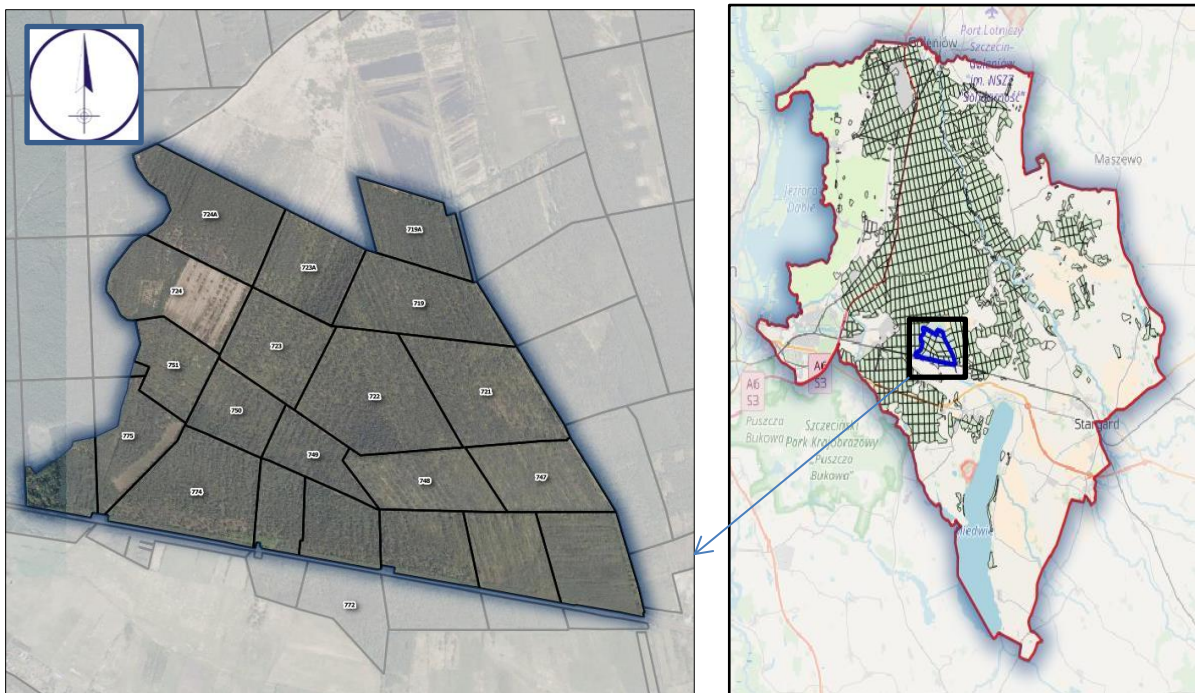 724A
719A
723A
719
724
723
751
722
721
750
775
749
748
747
774
772
Goleniów
Port Lotniczy
Szczecin-
Goleniów
im. NSZZ
"Solidarność"
Maszewo
Jezioro
Dąbie
A6
S3
A6
S3
Puszcza
Bukowa
Szczeciński
Park Krajobrazowy
„Puszcza
Bukowa"
Stargard
Miedwie